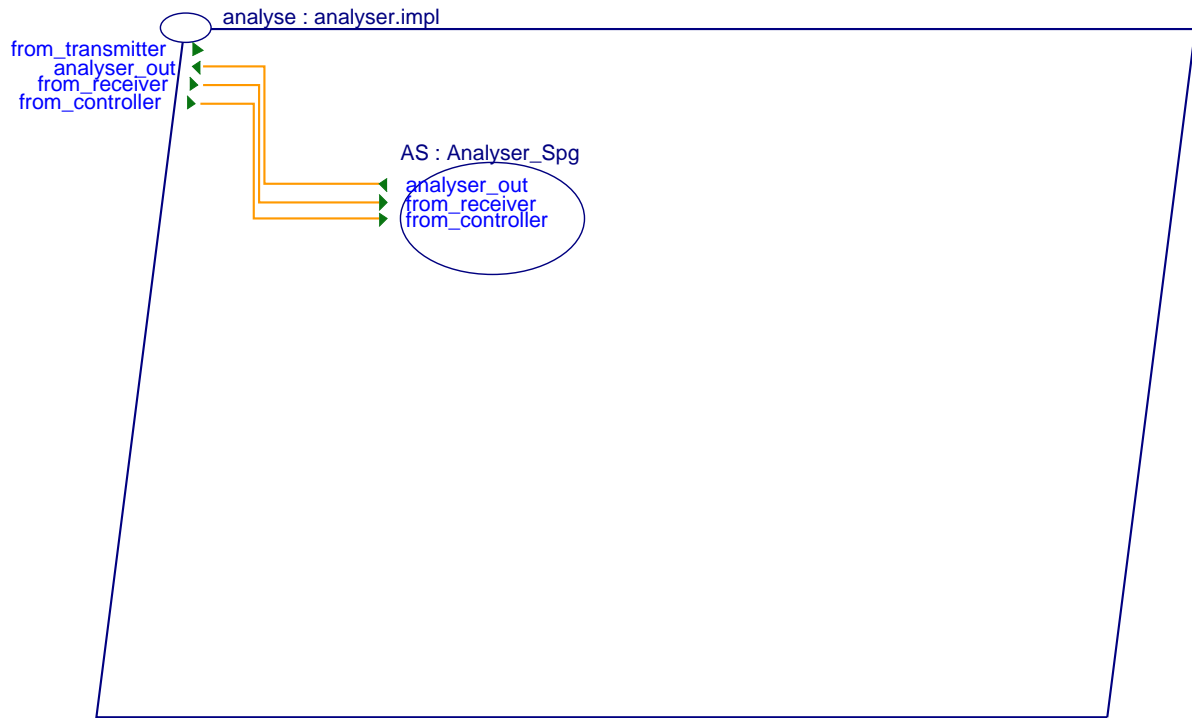 analyse : analyser.impl
from_transmitter
analyser_out
from_receiver
from_controller
AS : Analyser_Spg
analyser_out
from_receiver
from_controller